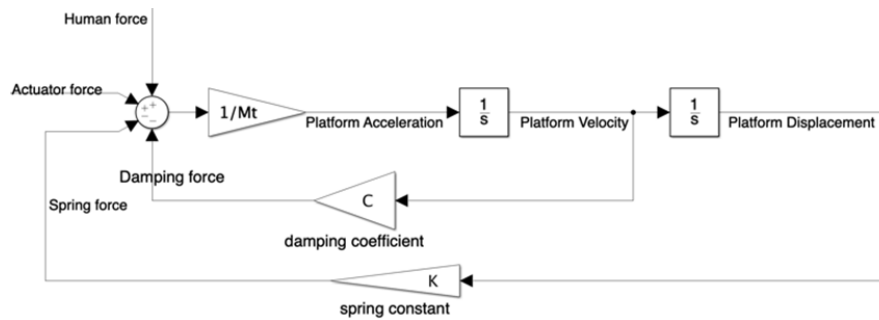 Human force
Actuator force
+
+
−
−
1/Mt
Platform Acceleration
1
s
Platform Velocity
1
s
Platform Displacement
Damping force
C
Spring force
damping coefficient
K
spring constant